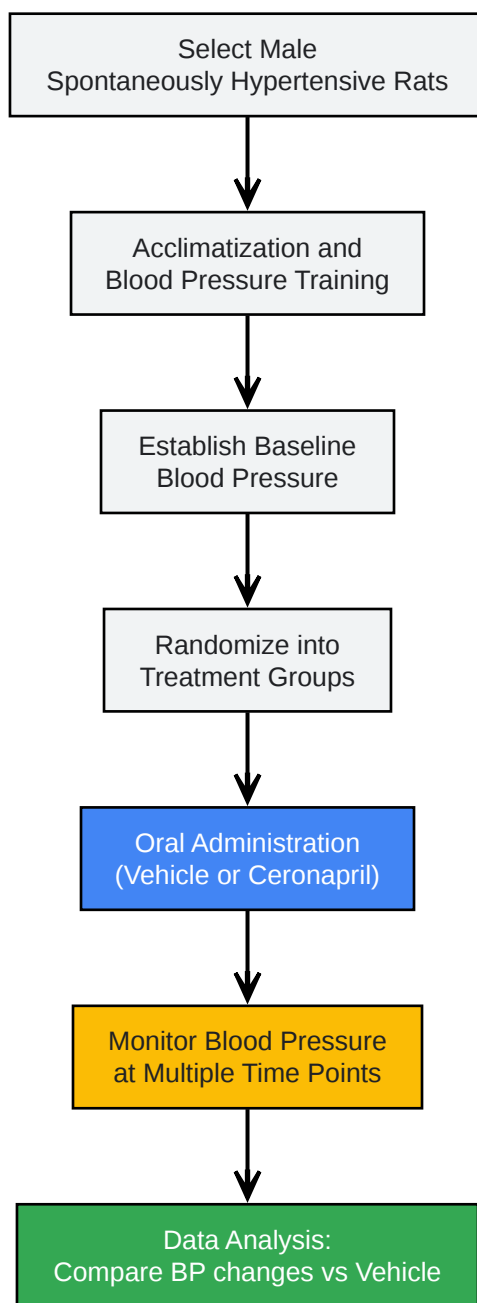 Select Male
Spontaneously Hypertensive Rats
Acclimatization and
Blood Pressure Training
Establish Baseline
Blood Pressure
Randomize into
Treatment Groups
Oral Administration
(Vehicle or Ceronapril)
Monitor Blood Pressure
at Multiple Time Points
Data Analysis:
Compare BP changes vs Vehicle